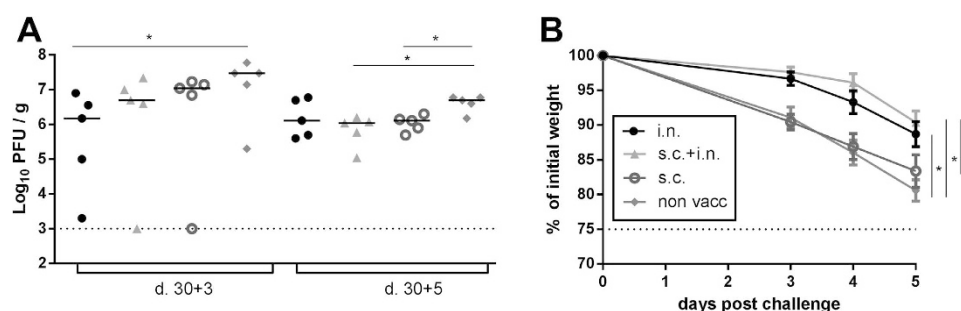 A
*
*
*
8
7
6
5
4
3
2
Log10 PFU / g
d. 30+3
d. 30+5
B
100
95
90
85
80
75
70
% of initial weight
i.n.
s.c.+i.n.
s.c.
non vacc
*
*
0
1
2
3
4
5
days post challenge